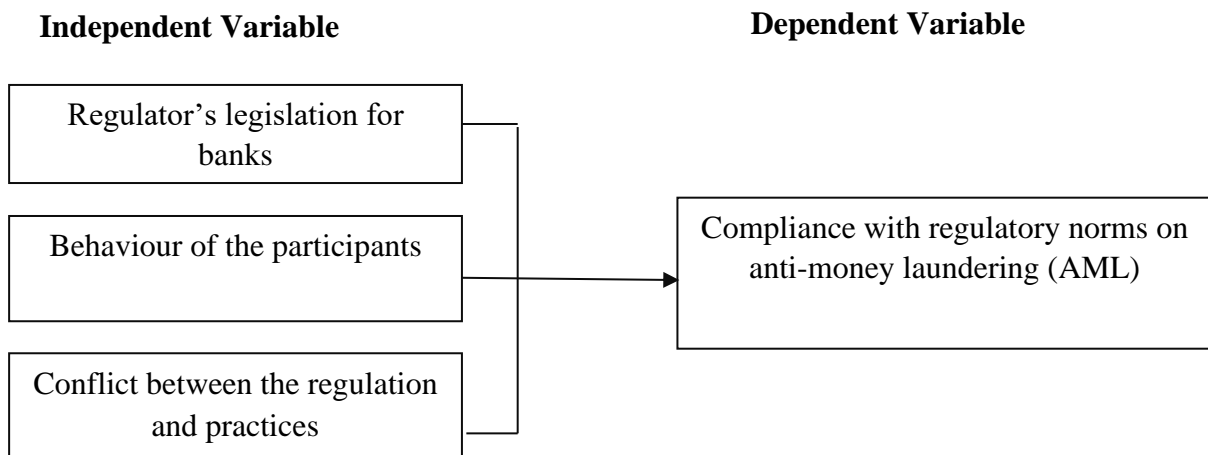 Independent Variable
Dependent Variable
Regulator’s legislation for
banks
Behaviour of the participants
Compliance with regulatory norms on
anti-money laundering (AML)
Conflict between the regulation
and practices